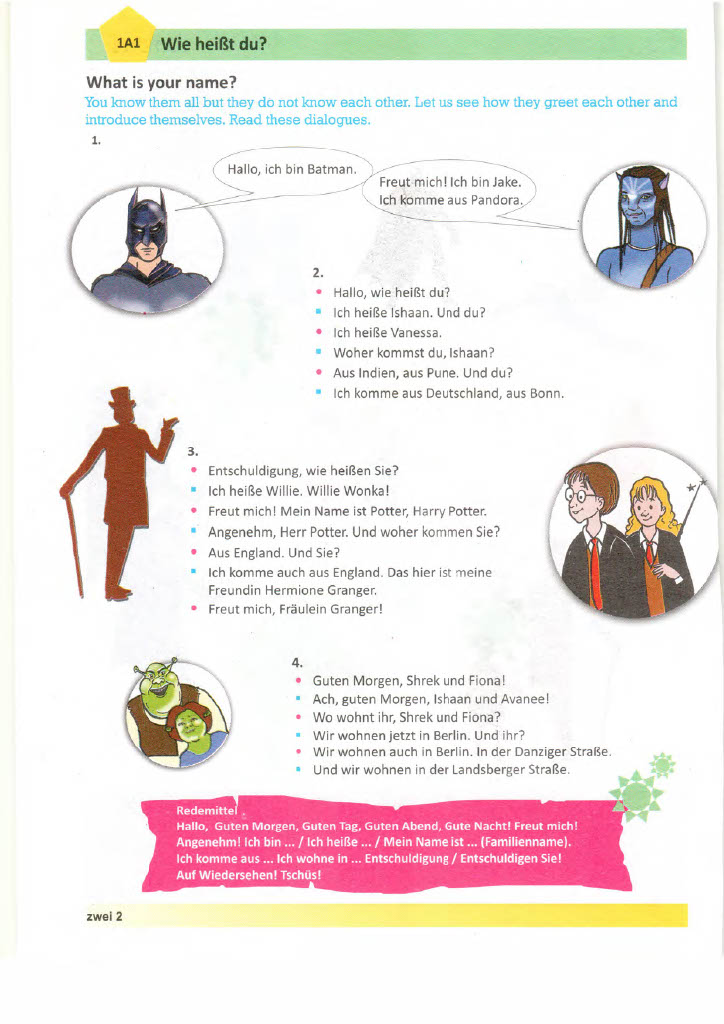 1A1 Wie heißt du?
What is your name?
You know them all but they do not know each other. Let us see how they greet each other and
introduce themselves. Read these dialogues.
1.
Hallo, ich bin Batman.
Freut mich! Ich bin Jake.
Ich komme aus Pandora.
2.
• Hallo, wie heißt du?
▪ Ich heiße Ishaan. Und du?
• Ich heiße Vanessa.
▪ Woher kommst du, Ishaan?
• Aus Indien, aus Pune. Und du?
▪ Ich komme aus Deutschland, aus Bonn.
3.
• Entschuldigung, wie heißen Sie?
▪ Ich heiße Willie. Willie Wonka!
• Freut mich! Mein Name ist Potter, Harry Potter.
▪ Angenehm, Herr Potter. Und woher kommen Sie?
• Aus England. Und Sie?
▪ Ich komme auch aus England. Das hier ist meine
Freundin Hermione Granger.
• Freut mich, Fräulein Granger!
4.
• Guten Morgen, Shrek und Fiona!
▪ Ach, guten Morgen, Ishaan und Avanee!
• Wo wohnt ihr, Shrek und Fiona?
▪ Wir wohnen jetzt in Berlin. Und ihr?
• Wir wohnen auch in Berlin. In der Danziger Straße.
▪ Und wir wohnen in der Landsberger Straße.
Redemittel
Hallo, Guten Morgen, Guten Tag, Guten Abend, Gute Nacht! Freut mich!
Angenehm! Ich bin ... / Ich heiße ... / Mein Name ist ... (Familienname).
Ich komme aus ... Ich wohne in ... Entschuldigung / Entschuldigen Sie!
Auf Wiedersehen! Tschüs!
zwei 2